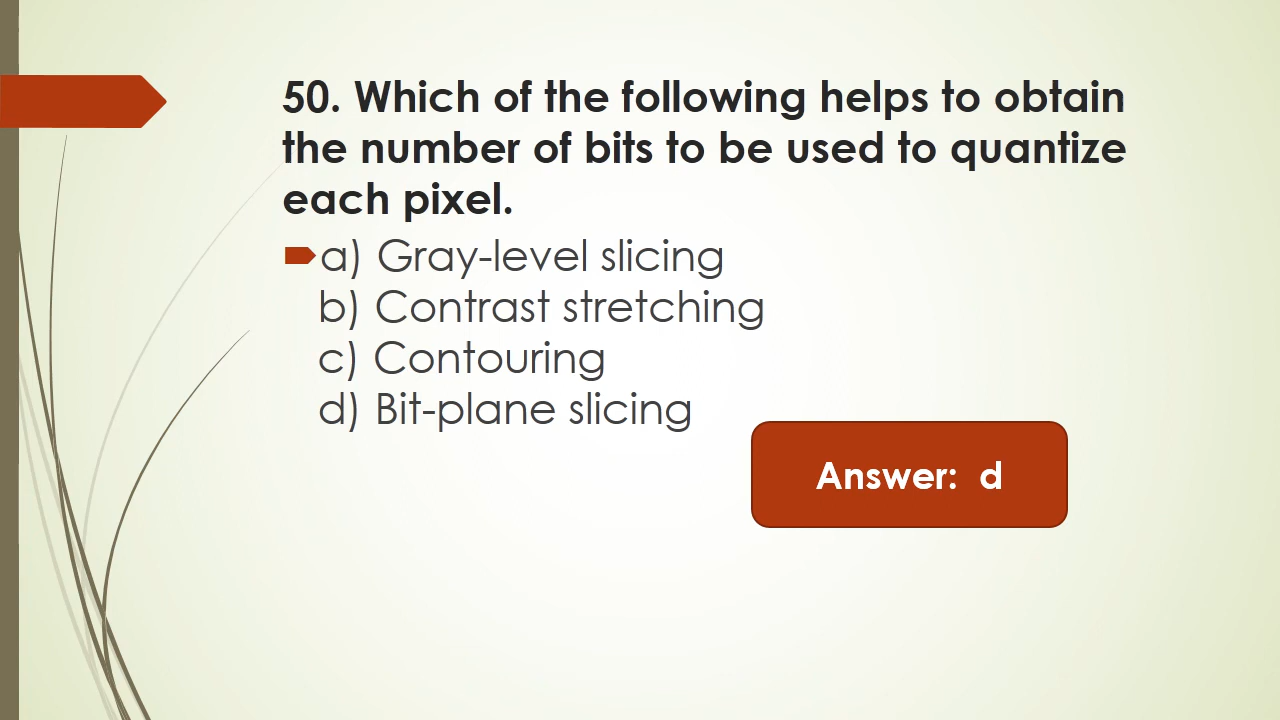 50. Which of the following helps to obtain
the number of bits to be used to quantize
each pixel.
a) Gray-level slicing
b) Contrast stretching
c) Contouring
d) Bit-plane slicing
Answer: d